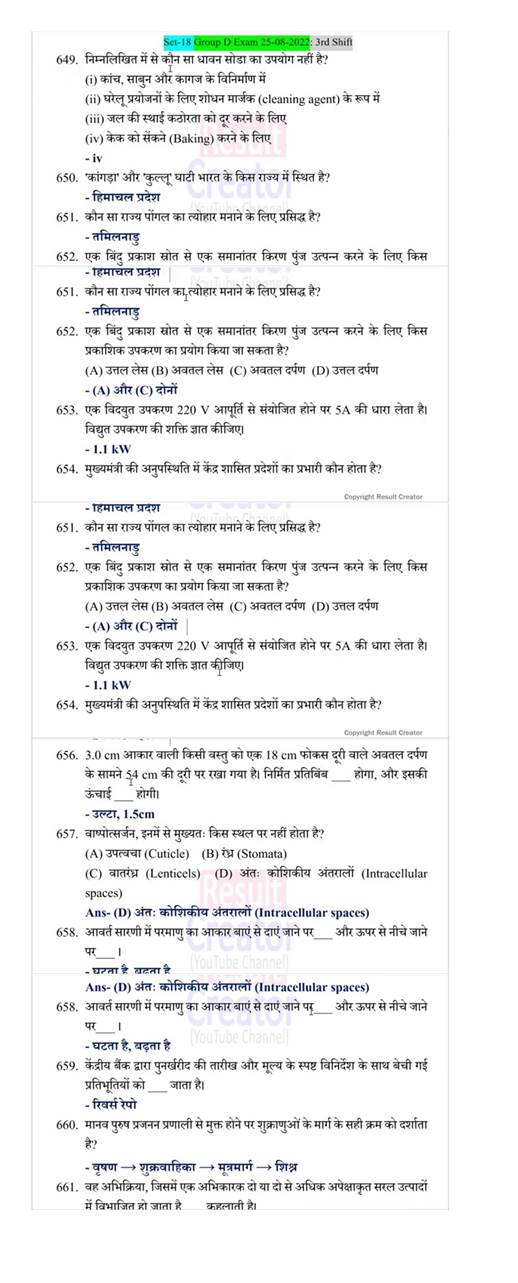 Set-18 Group D Exam 25-08-2022: 3rd Shift
649. निम्नलिखित में से कौन सा धावन सोडा का उपयोग नहीं है?
(i) कांच, साबुन और कागज के विनिर्माण में
(ii) घरेलू प्रयोजनों के लिए शोधन मार्जक (cleaning agent) के रूप में
(iii) जल की स्थाई कठोरता को दूर करने के लिए
(iv) केक को सेंकने (Baking) करने के लिए
- iv
650. 'कांगड़ा' और 'कुल्लू' घाटी भारत के किस राज्य में स्थित है?
- हिमाचल प्रदेश
651. कौन सा राज्य पोंगल का त्योहार मनाने के लिए प्रसिद्ध है?
- तमिलनाडु
652. एक बिंदु प्रकाश स्रोत से एक समानांतर किरण पुंज उत्पन्न करने के लिए किस
- हिमाचल प्रदेश
651. कौन सा राज्य पोंगल का त्योहार मनाने के लिए प्रसिद्ध है?
- तमिलनाडु
652. एक बिंदु प्रकाश स्रोत से एक समानांतर किरण पुंज उत्पन्न करने के लिए किस
प्रकाशिक उपकरण का प्रयोग किया जा सकता है?
(A) उत्तल लेंस (B) अवतल लेंस (C) अवतल दर्पण (D) उत्तल दर्पण
- (A) और (C) दोनों
653. एक विदयुत उपकरण 220 V आपूर्ति से संयोजित होने पर 5A की धारा लेता है।
विद्युत उपकरण की शक्ति ज्ञात कीजिए।
- 1.1 kW
654. मुख्यमंत्री की अनुपस्थिति में केंद्र शासित प्रदेशों का प्रभारी कौन होता है?
Copyright Result Creator
- हिमाचल प्रदेश
651. कौन सा राज्य पोंगल का त्योहार मनाने के लिए प्रसिद्ध है?
- तमिलनाडु
652. एक बिंदु प्रकाश स्रोत से एक समानांतर किरण पुंज उत्पन्न करने के लिए किस
प्रकाशिक उपकरण का प्रयोग किया जा सकता है?
(A) उत्तल लेंस (B) अवतल लेंस (C) अवतल दर्पण (D) उत्तल दर्पण
- (A) और (C) दोनों
653. एक विदयुत उपकरण 220 V आपूर्ति से संयोजित होने पर 5A की धारा लेता है।
विद्युत उपकरण की शक्ति ज्ञात कीजिए।
- 1.1 kW
654. मुख्यमंत्री की अनुपस्थिति में केंद्र शासित प्रदेशों का प्रभारी कौन होता है?
Copyright Result Creator
656. 3.0 cm आकार वाली किसी वस्तु को एक 18 cm फोकस दूरी वाले अवतल दर्पण
के सामने 54 cm की दूरी पर रखा गया है। निर्मित प्रतिबिंब ___ होगा, और इसकी
ऊंचाई ___ होगी।
- उल्टा, 1.5cm
657. वाष्पोत्सर्जन, इनमें से मुख्यतः किस स्थल पर नहीं होता है?
(A) उपत्वचा (Cuticle) (B) रंध्र (Stomata)
(C) वातरंध्र (Lenticels) (D) अंतः कोशिकीय अंतरालों (Intracellular
spaces)
Ans- (D) अंतः कोशिकीय अंतरालों (Intracellular spaces)
658. आवर्त सारणी में परमाणु का आकार बाएं से दाएं जाने पर___ और ऊपर से नीचे जाने
पर___ ।
- घटता है, बढ़ता है
Ans- (D) अंतः कोशिकीय अंतरालों (Intracellular spaces)
658. आवर्त सारणी में परमाणु का आकार बाएं से दाएं जाने पर___ और ऊपर से नीचे जाने
पर___ ।
- घटता है, बढ़ता है
659. केंद्रीय बैंक द्वारा पुनर्खरीद की तारीख और मूल्य के स्पष्ट विनिर्देश के साथ बेची गई
प्रतिभूतियों को ___ जाता है।
- रिवर्स रेपो
660. मानव पुरुष प्रजनन प्रणाली से मुक्त होने पर शुक्राणुओं के मार्ग के सही क्रम को दर्शाता
है?
- वृषण → शुक्रवाहिका → मूत्रमार्ग → शिश्न
661. वह अभिक्रिया, जिसमें एक अभिकारक दो या दो से अधिक अपेक्षाकृत सरल उत्पादों
में विभाजित हो जाता है ___ कहलाती है।